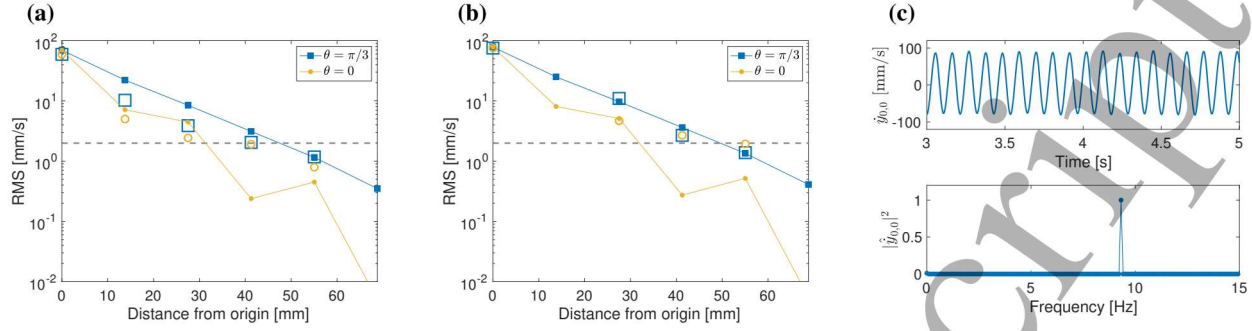 (a)
10^2
10^1
10^0
10^-1
10^-2
RMS [mm/s]
0 10 20 30 40 50 60
Distance from origin [mm]
θ = π/3
θ = 0
(b)
10^2
10^1
10^0
10^-1
10^-2
RMS [mm/s]
0 10 20 30 40 50 60
Distance from origin [mm]
θ = π/3
θ = 0
(c)
100
0
-100
ẏ0,0 [mm/s]
3 3.5 4 4.5 5
Time [s]
1
0.5
0
|ẏ̂0,0|^2
0 5 10 15
Frequency [Hz]
cript